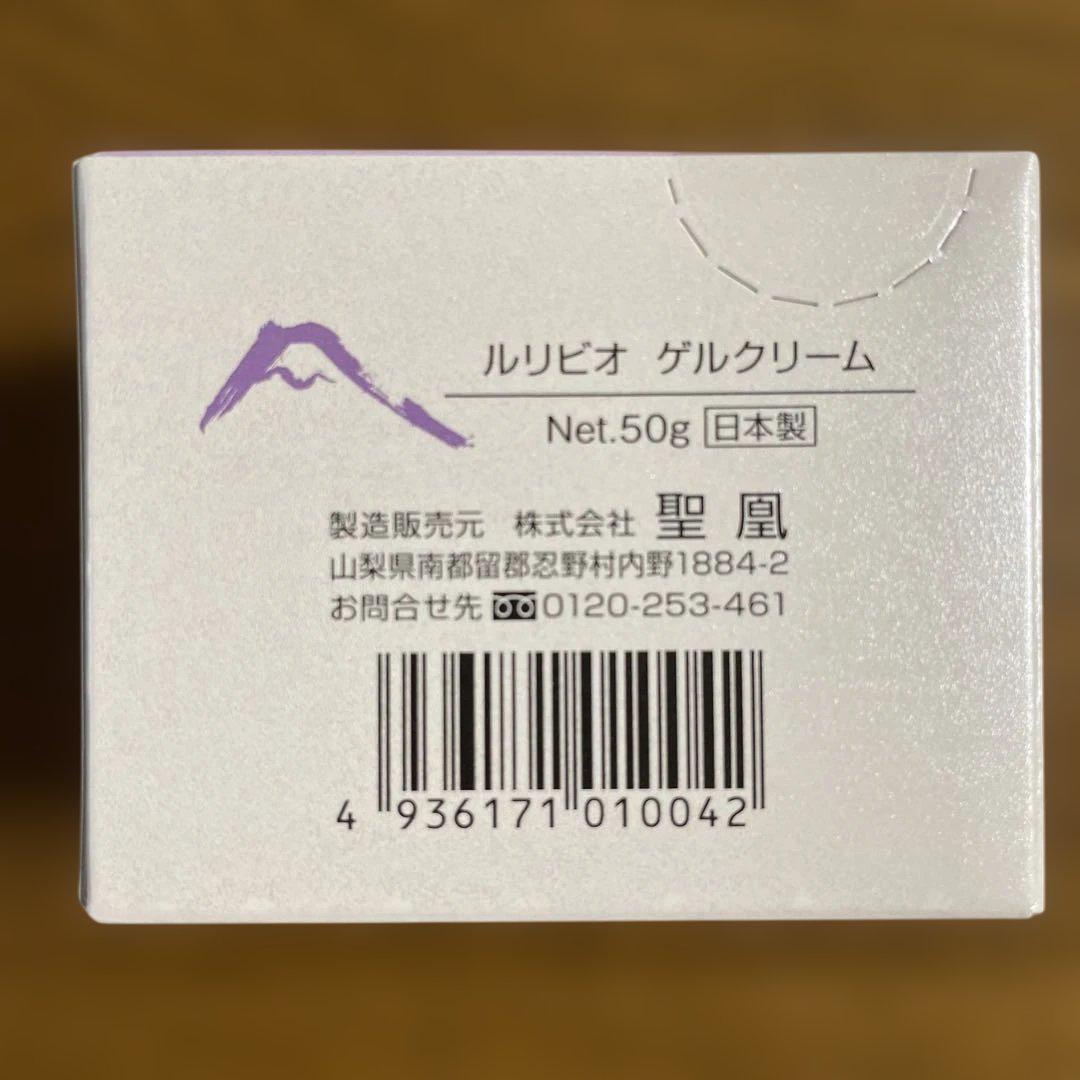 ルリビオ ゲルクリーム
Net.50g 日本製
製造販売元 株式会社 聖凰
山梨県南都留郡忍野村内野1884-2
お問合せ先 0120-253-461
4 936171 010042